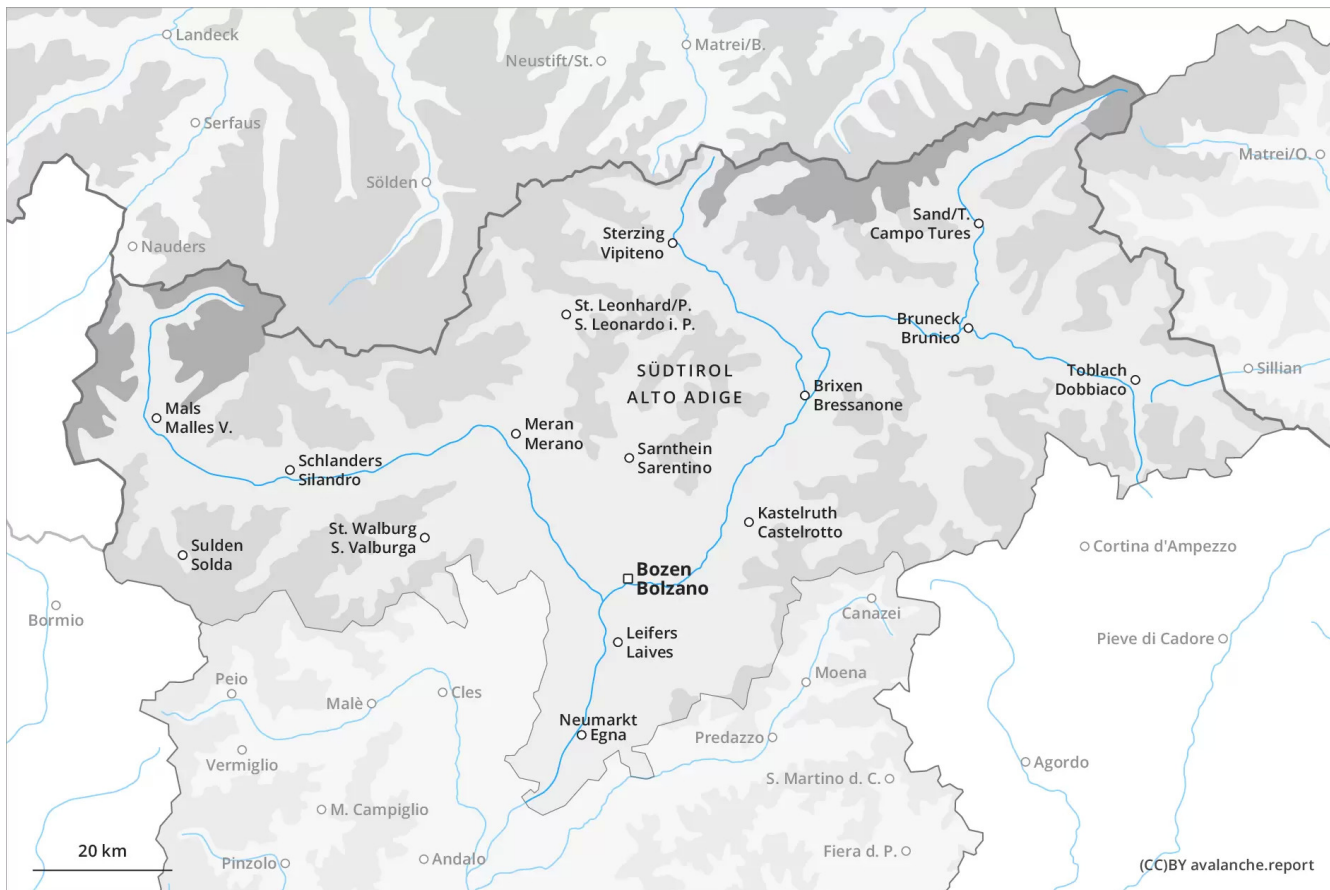 Landeck
Matrei/B.
Neustift/St.
Serfaus
Matrei/O.
Sölden
Sand/T.
Campo Tures
Sterzing
Vipiteno
Nauders
St. Leonhard/P.
S. Leonardo i. P.
Bruneck
Brunico
SÜDTIROL
ALTO ADIGE
Toblach
Dobbiaco
Sillian
Brixen
Bressanone
Mals
Malles V.
Meran
Merano
Sarnthein
Sarentino
Schlanders
Silandro
Kastelruth
Castelrotto
St. Walburg
S. Valburga
Sulden
Solda
Cortina d'Ampezzo
Bozen
Bolzano
Bormio
Canazei
Leifers
Laives
Pieve di Cadore
Peio
Moena
Malè
Cles
Neumarkt
Egna
Predazzo
Vermiglio
Agordo
S. Martino d. C.
M. Campiglio
20 km
Pinzolo
Andalo
Fiera d. P.
(CC)BY avalanche.report